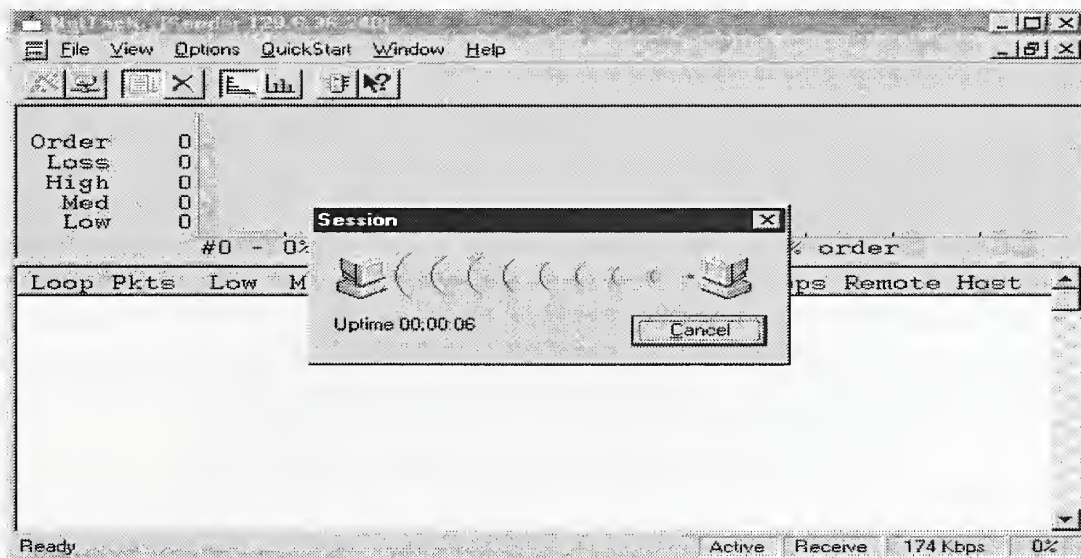 File View Options QuickStart Window Help
Order 0
Loss 0
High 0
Med 0
Low 0
#0 - 0% % order
Session
Uptime 00:00:06
Cancel
Loop Pkts Low M ps Remote Host
Ready Active Receive 174 Kbps 0%